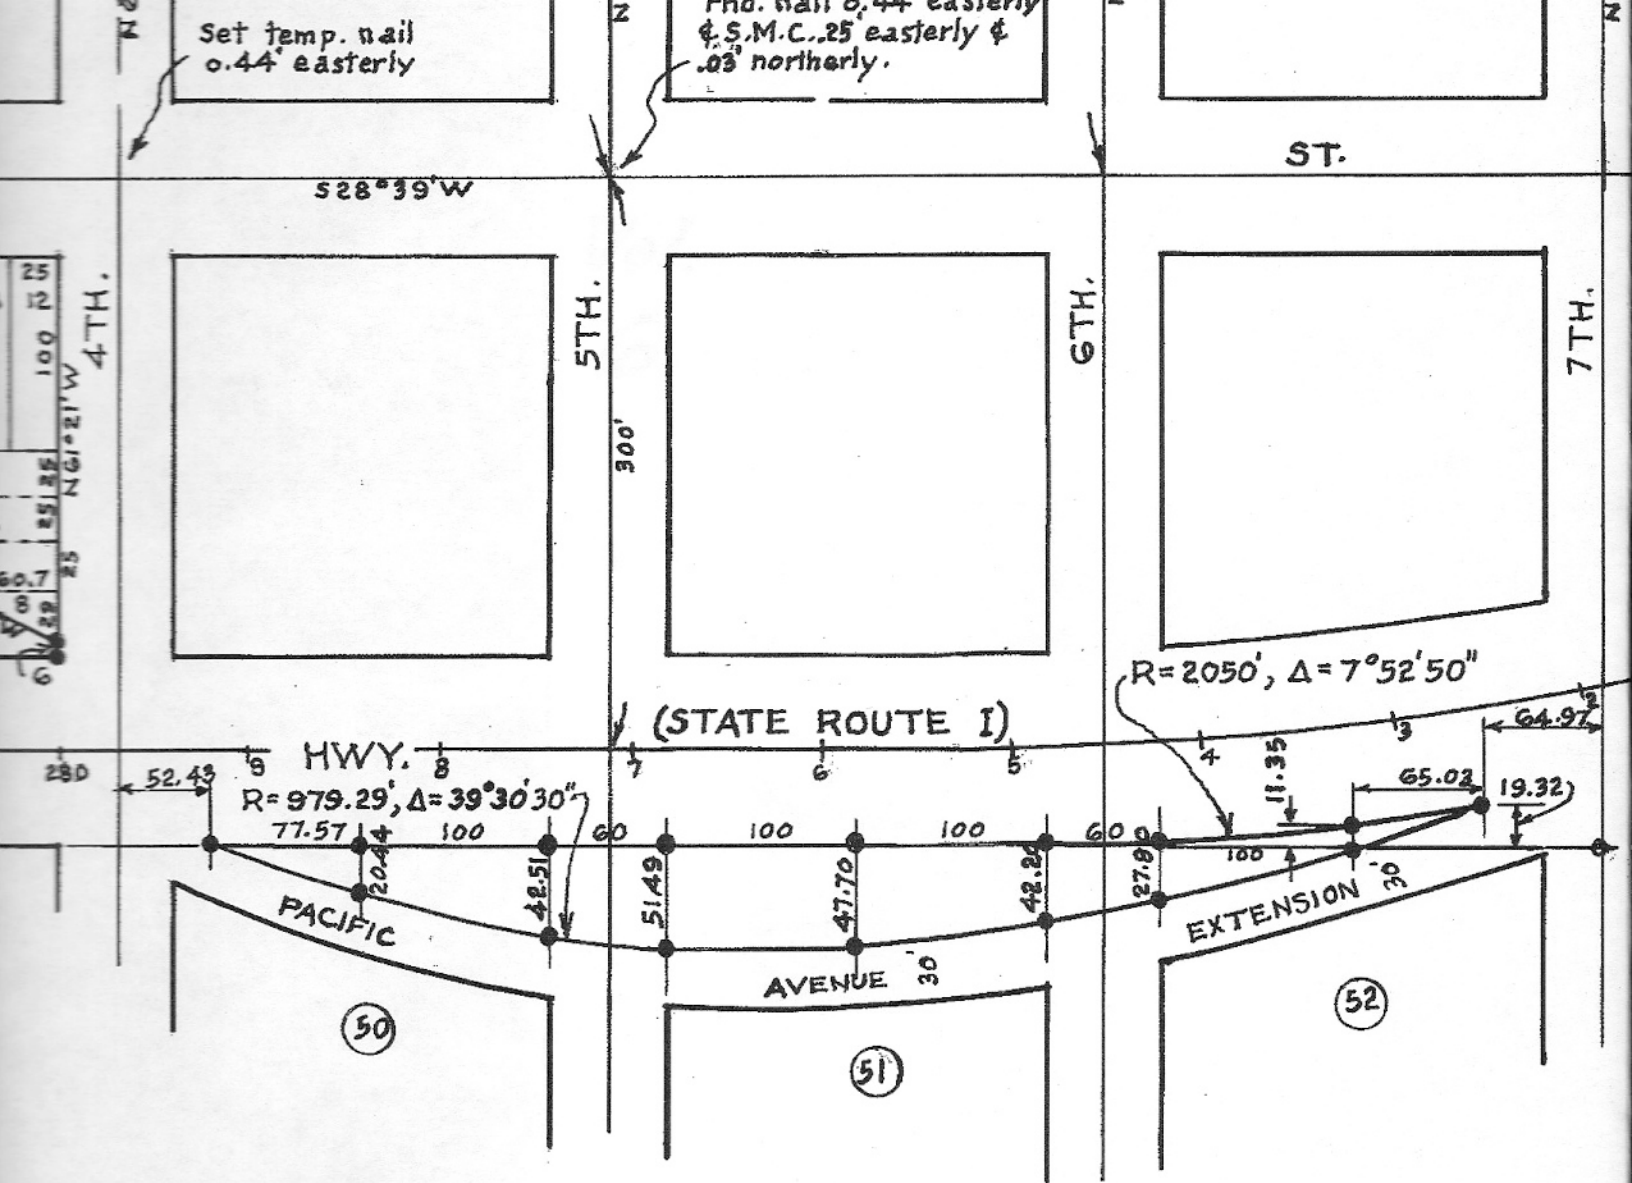 Set temp. nail
0.44' easterly
Fnd. nail 0.44' easterly
& S.M.C. .25' easterly &
.03' northerly.
N
N
N
ST.
S28°39'W
4TH.
5TH.
6TH.
7TH.
25
12
100
N61°21'W
25
25
25
25
60.7
8
29
6
300'
R=2050', Δ=7°52'50"
(STATE ROUTE 1)
HWY.
280
9
8
7
6
5
4
3
2
64.97
52.43
R=979.29', Δ=39°30'30"
11.35
65.02
19.32
77.57
100
60
100
100
60
100
20.44
42.51
51.49
47.70
42.20
27.80
30'
PACIFIC
AVENUE
30'
EXTENSION
50
51
52